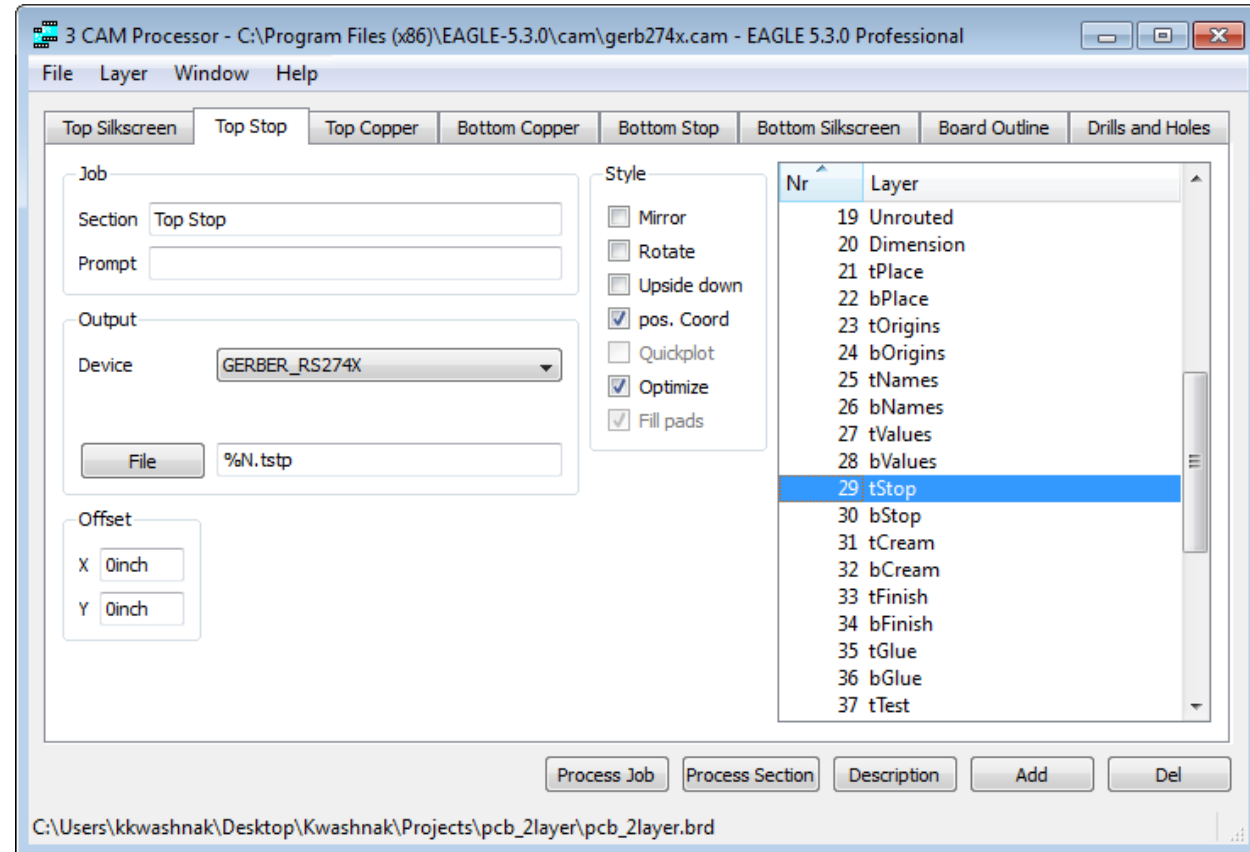 3 CAM Processor - C:\Program Files (x86)\EAGLE-5.3.0\cam\gerb274x.cam - EAGLE 5.3.0 Professional
File Layer Window Help
Top Silkscreen Top Stop Top Copper Bottom Copper Bottom Stop Bottom Silkscreen Board Outline Drills and Holes
Job
Section Top Stop
Prompt
Output
Device GERBER_RS274X
File %N.tstp
Offset
X 0inch
Y 0inch
Style
Mirror
Rotate
Upside down
pos. Coord
Quickplot
Optimize
Fill pads
Nr Layer
19 Unrouted
20 Dimension
21 tPlace
22 bPlace
23 tOrigins
24 bOrigins
25 tNames
26 bNames
27 tValues
28 bValues
29 tStop
30 bStop
31 tCream
32 bCream
33 tFinish
34 bFinish
35 tGlue
36 bGlue
37 tTest
Process Job Process Section Description Add Del
C:\Users\kkwashnak\Desktop\Kwashnak\Projects\pcb_2layer\pcb_2layer.brd